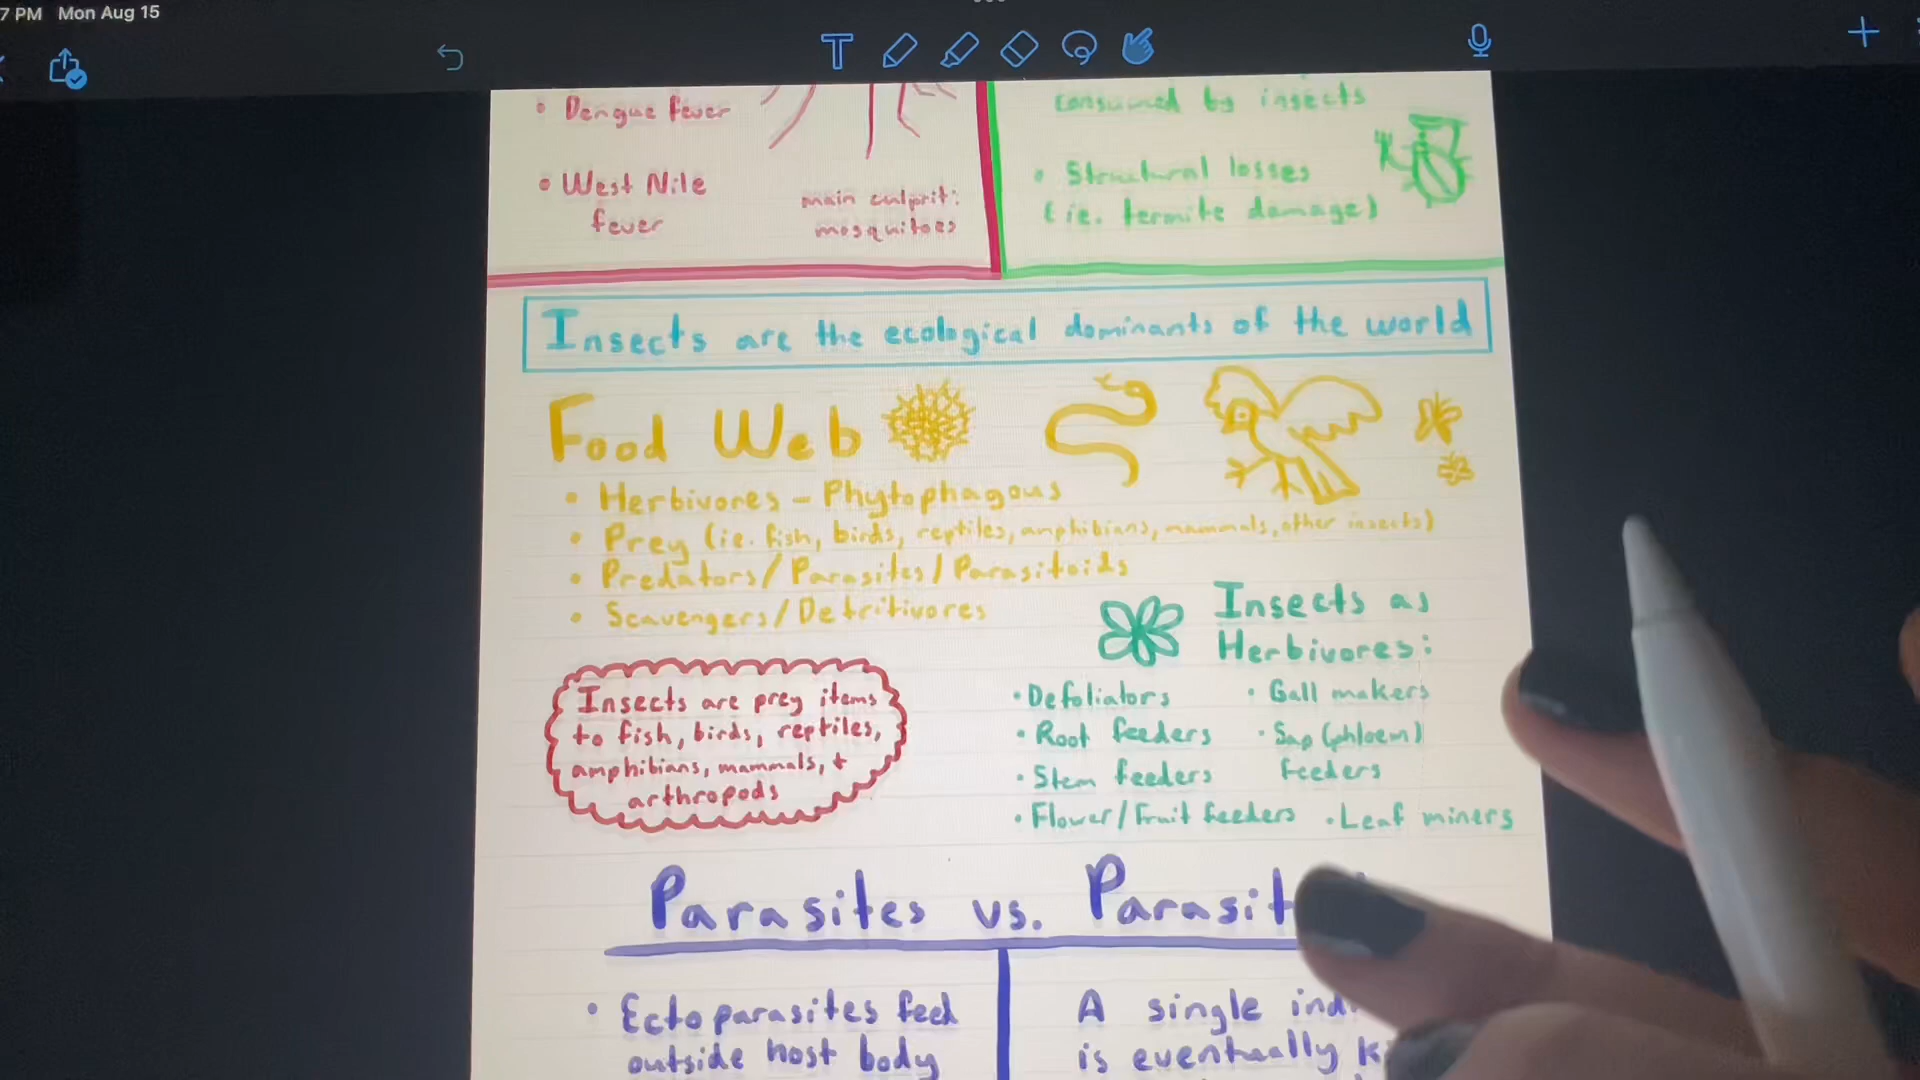 7 PM Mon Aug 15
T
• Dengue fever
• West Nile
fever
main culprit:
mosquitoes
consumed by insects
• Structural losses
(ie. termite damage)
Insects are the ecological dominants of the world
Food Web
• Herbivores - Phytophagous
• Prey (ie. fish, birds, reptiles, amphibians, mammals, other insects)
• Predators/Parasites/Parasitoids
• Scavengers/Detritivores
Insects are prey items
to fish, birds, reptiles,
amphibians, mammals, +
arthropods
Insects as
Herbivores:
• Defoliators
• Root feeders
• Stem feeders
• Flower/Fruit feeders
• Gall makers
• Sap (phloem)
feeders
• Leaf miners
Parasites vs. Parasit
• Ectoparasites feed
outside host body
A single ind
is eventually k